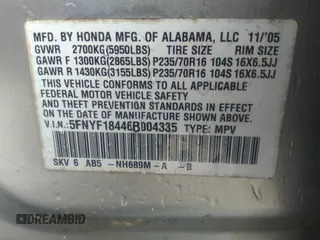 MFD. BY HONDA MFG. OF ALABAMA, LLC 11/'05
GVWR 2700KG(5950LBS) TIRE SIZE RIM SIZE
GAWR F 1300KG(2865LBS) P235/70R16 104S 16X6.5JJ
GAWR R 1430KG(3155LBS) P235/70R16 104S 16X6.5JJ
THIS VEHICLE CONFORMS TO ALL APPLICABLE
FEDERAL MOTOR VEHICLE SAFETY STANDARDS IN
EFFECT ON THE DATE OF MANUFACTURE SHOWN ABOVE.
V.I.N.:5FNYF18446B004335 TYPE: MPV
SKV 6 AB5 -NH689M-A -B
DREAMBID